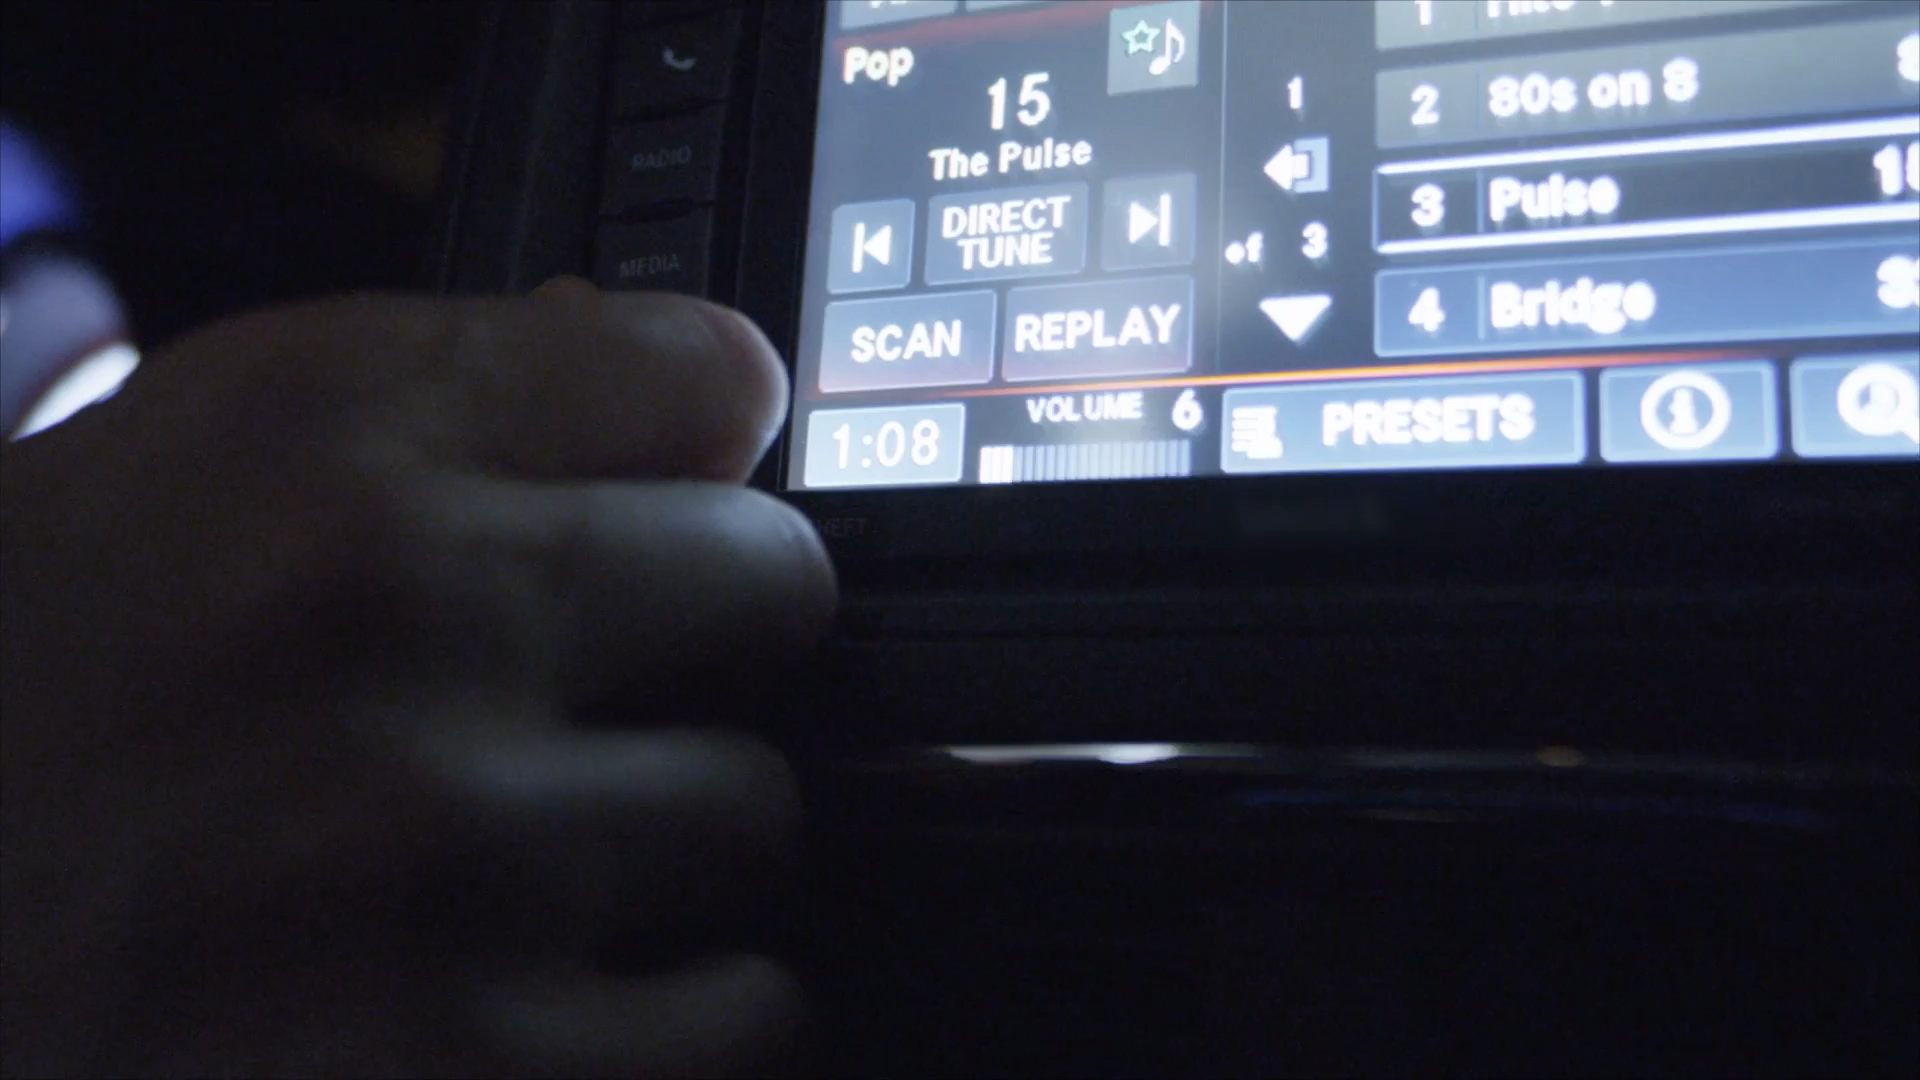 RADIO
MEDIA
Pop
15
The Pulse
DIRECT
TUNE
SCAN
REPLAY
1:08
VOLUME 6
1
of 3
1
2 80s on 8
3 Pulse
4 Bridge
PRESETS